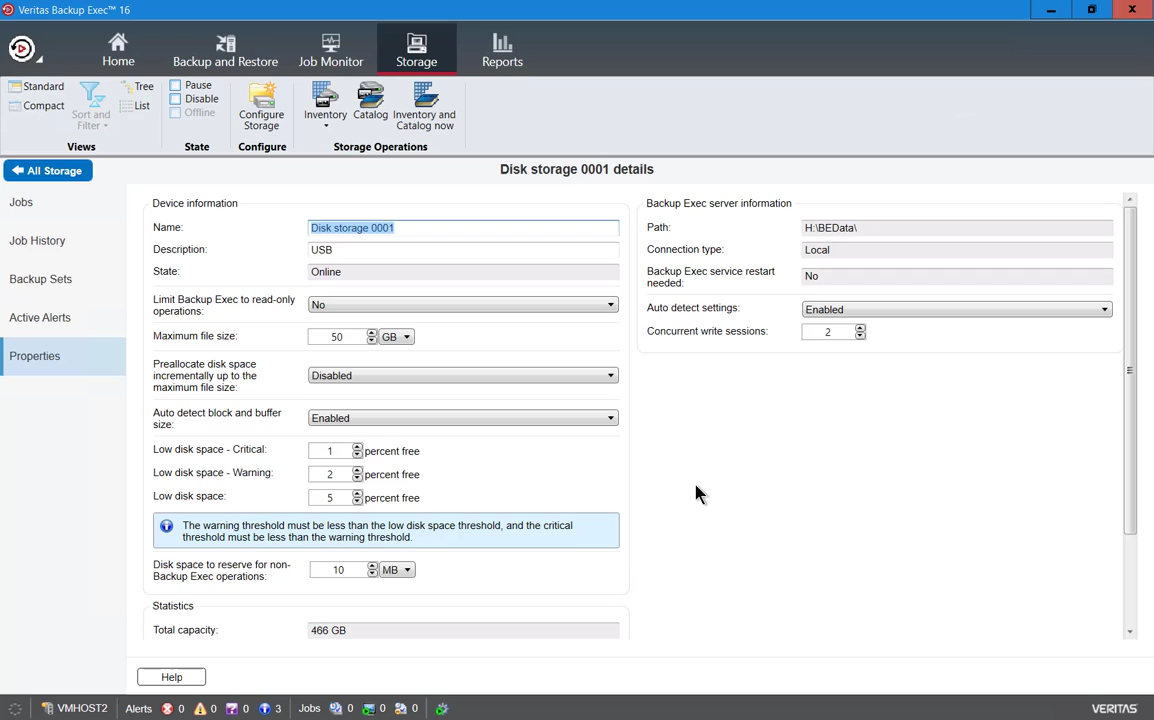 Veritas Backup Exec™ 16
Home
Backup and Restore
Job Monitor
Storage
Reports
Standard
Compact
Sort and
Filter
Tree
List
Views
Pause
Disable
Offline
State
Configure
Storage
Configure
Inventory
Catalog
Inventory and
Catalog now
Storage Operations
All Storage
Disk storage 0001 details
Jobs
Job History
Backup Sets
Active Alerts
Properties
Device information
Name:
Disk storage 0001
Description:
USB
State:
Online
Limit Backup Exec to read-only
operations:
No
Maximum file size:
50
GB
Preallocate disk space
incrementally up to the
maximum file size:
Disabled
Auto detect block and buffer
size:
Enabled
Low disk space - Critical:
1
percent free
Low disk space - Warning:
2
percent free
Low disk space:
5
percent free
The warning threshold must be less than the low disk space threshold, and the critical
threshold must be less than the warning threshold.
Disk space to reserve for non-
Backup Exec operations:
10
MB
Statistics
Total capacity:
466 GB
Backup Exec server information
Path:
H:\BEData\
Connection type:
Local
Backup Exec service restart
needed:
No
Auto detect settings:
Enabled
Concurrent write sessions:
2
Help
VMHOST2
Alerts
0
0
0
3
Jobs
0
0
0
VERITAS